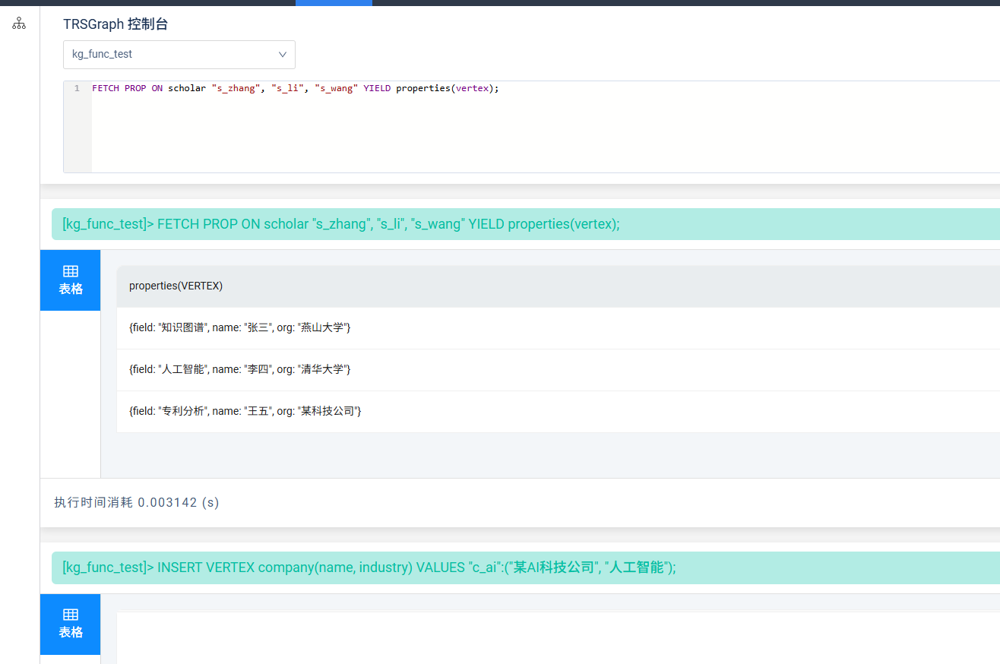 TRSGraph 控制台
kg_func_test
1 FETCH PROP ON scholar "s_zhang", "s_li", "s_wang" YIELD properties(vertex);
[kg_func_test]> FETCH PROP ON scholar "s_zhang", "s_li", "s_wang" YIELD properties(vertex);
表格
properties(VERTEX)
{field: "知识图谱", name: "张三", org: "燕山大学"}
{field: "人工智能", name: "李四", org: "清华大学"}
{field: "专利分析", name: "王五", org: "某科技公司"}
执行时间消耗 0.003142 (s)
[kg_func_test]> INSERT VERTEX company(name, industry) VALUES "c_ai":("某AI科技公司", "人工智能");
表格